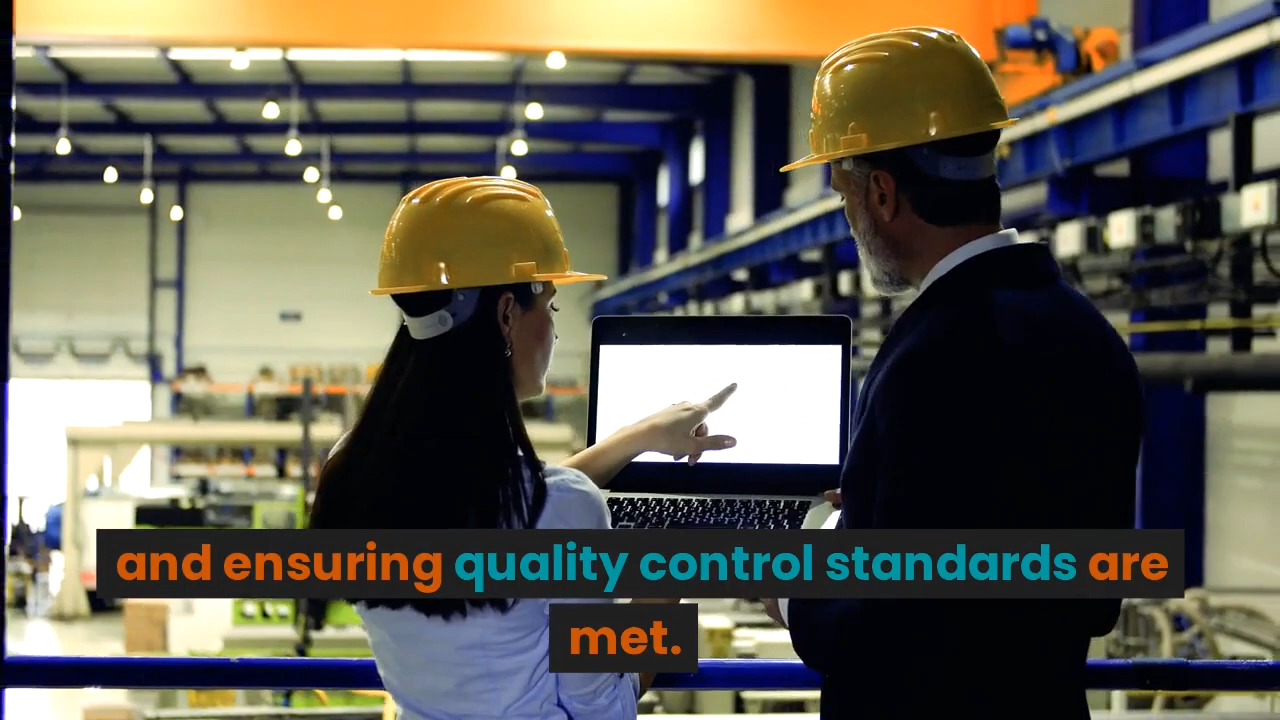 and ensuring quality control standards are
met.